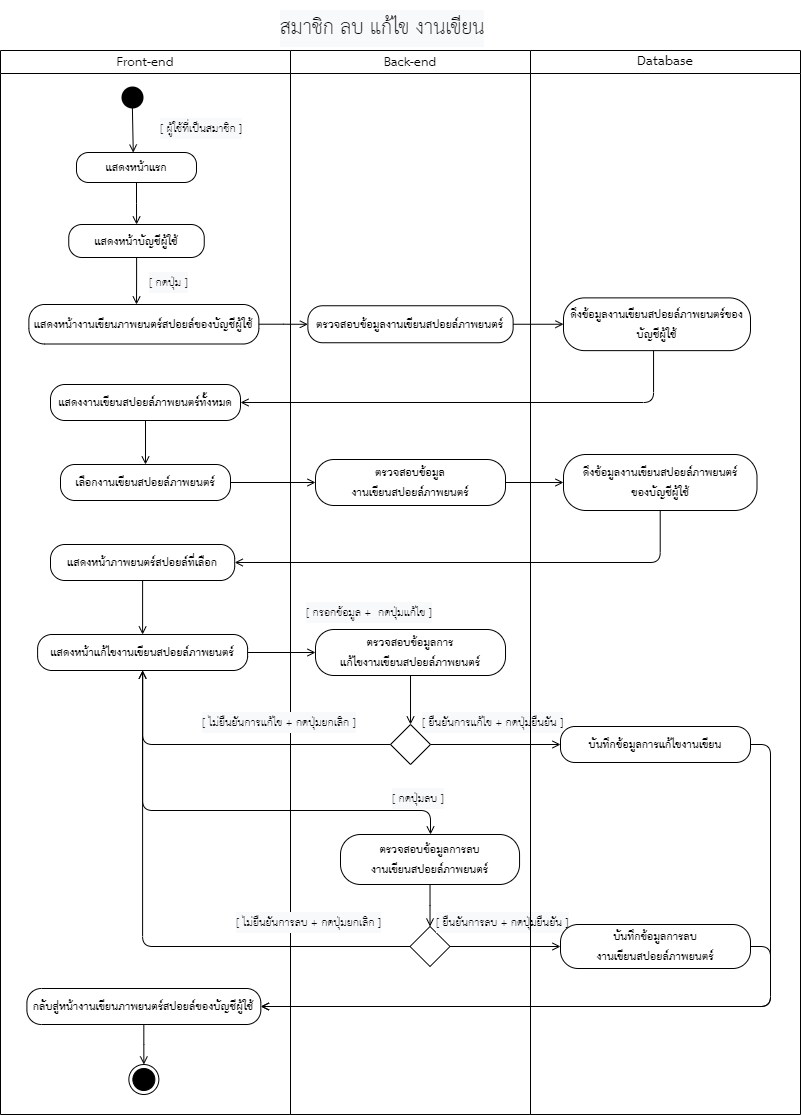 สมาชิก ลบ แก้ไข งานเขียน
Front-end
Back-end
Database
[ ผู้ใช้ที่เป็นสมาชิก ]
แสดงหน้าแรก
แสดงหน้าบัญชีผู้ใช้
[ กดปุ่ม ]
แสดงหน้างานเขียนภาพยนตร์สปอยล์ของบัญชีผู้ใช้
ตรวจสอบข้อมูลงานเขียนสปอยล์ภาพยนตร์
ดึงข้อมูลงานเขียนสปอยล์ภาพยนตร์ของ
บัญชีผู้ใช้
แสดงงานเขียนสปอยล์ภาพยนตร์ทั้งหมด
เลือกงานเขียนสปอยล์ภาพยนตร์
ตรวจสอบข้อมูล
งานเขียนสปอยล์ภาพยนตร์
ดึงข้อมูลงานเขียนสปอยล์ภาพยนตร์
ของบัญชีผู้ใช้
แสดงหน้าภาพยนตร์สปอยล์ที่เลือก
[ กรอกข้อมูล + กดปุ่มแก้ไข ]
แสดงหน้าแก้ไขงานเขียนสปอยล์ภาพยนตร์
ตรวจสอบข้อมูลการ
แก้ไขงานเขียนสปอยล์ภาพยนตร์
[ ไม่ยืนยันการแก้ไข + กดปุ่มยกเลิก ]
[ ยืนยันการแก้ไข + กดปุ่มยืนยัน ]
บันทึกข้อมูลการแก้ไขงานเขียน
[ กดปุ่มลบ ]
ตรวจสอบข้อมูลการลบ
งานเขียนสปอยล์ภาพยนตร์
[ ไม่ยืนยันการลบ + กดปุ่มยกเลิก ]
[ ยืนยันการลบ + กดปุ่มยืนยัน ]
บันทึกข้อมูลการลบ
งานเขียนสปอยล์ภาพยนตร์
กลับสู่หน้างานเขียนภาพยนตร์สปอยล์ของบัญชีผู้ใช้